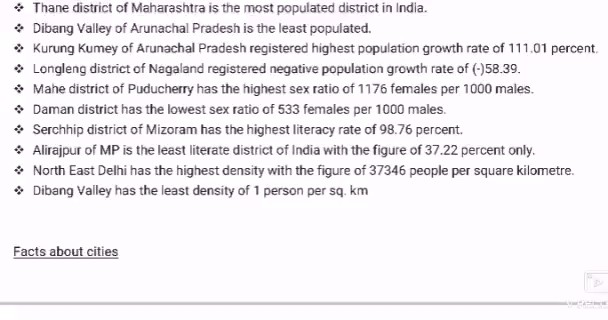 ❖ Thane district of Maharashtra is the most populated district in India.
❖ Dibang Valley of Arunachal Pradesh is the least populated.
❖ Kurung Kumey of Arunachal Pradesh registered highest population growth rate of 111.01 percent.
❖ Longleng district of Nagaland registered negative population growth rate of (-)58.39.
❖ Mahe district of Puducherry has the highest sex ratio of 1176 females per 1000 males.
❖ Daman district has the lowest sex ratio of 533 females per 1000 males.
❖ Serchhip district of Mizoram has the highest literacy rate of 98.76 percent.
❖ Alirajpur of MP is the least literate district of India with the figure of 37.22 percent only.
❖ North East Delhi has the highest density with the figure of 37346 people per square kilometre.
❖ Dibang Valley has the least density of 1 person per sq. km
Facts about cities